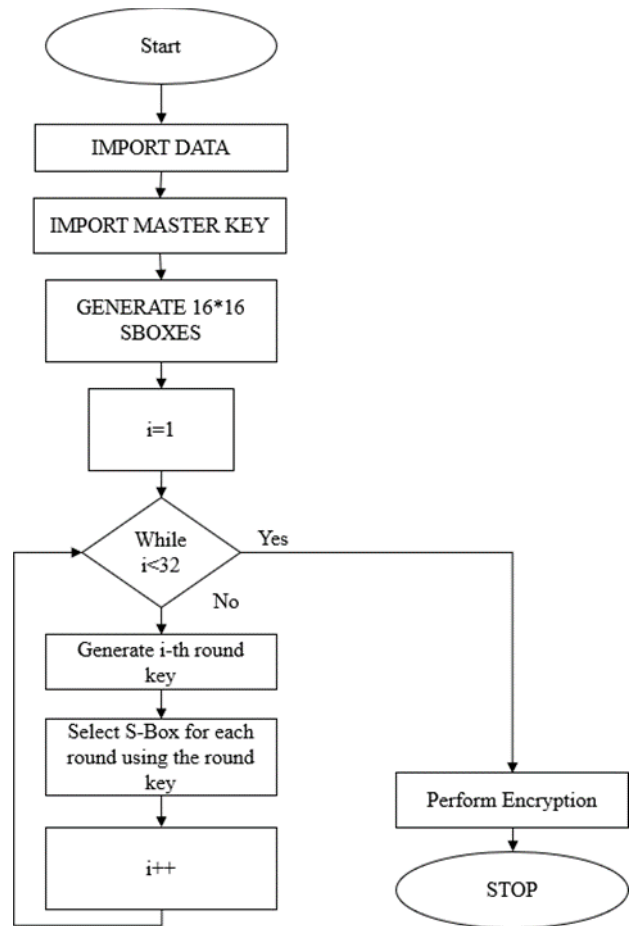 Start
IMPORT DATA
IMPORT MASTER KEY
GENERATE 16*16
SBOXES
i=1
While
i<32
Yes
No
Generate i-th round
key
Select S-Box for each
round using the round
key
i++
Perform Encryption
STOP